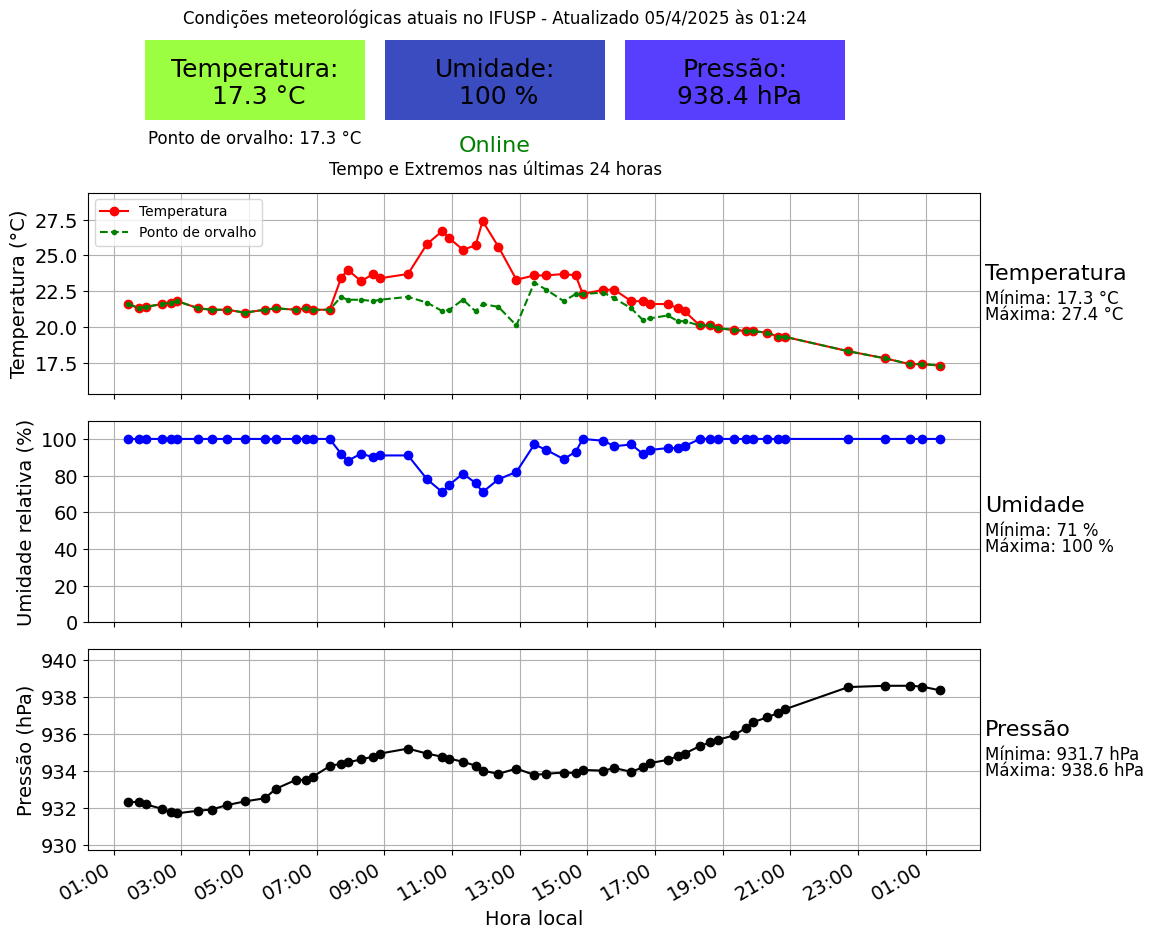 Condições meteorológicas atuais no IFUSP - Atualizado 05/4/2025 às 01:24
Temperatura:
17.3 °C
Umidade:
100 %
Pressão:
938.4 hPa
Ponto de orvalho: 17.3 °C
Online
Tempo e Extremos nas últimas 24 horas
Temperatura (°C)
27.5
25.0
22.5
20.0
17.5
Temperatura
Ponto de orvalho
Temperatura
Mínima: 17.3 °C
Máxima: 27.4 °C
Umidade relativa (%)
100
80
60
40
20
0
Umidade
Mínima: 71 %
Máxima: 100 %
Pressão (hPa)
940
938
936
934
932
930
Pressão
Mínima: 931.7 hPa
Máxima: 938.6 hPa
01:00 03:00 05:00 07:00 09:00 11:00 13:00 15:00 17:00 19:00 21:00 23:00 01:00
Hora local